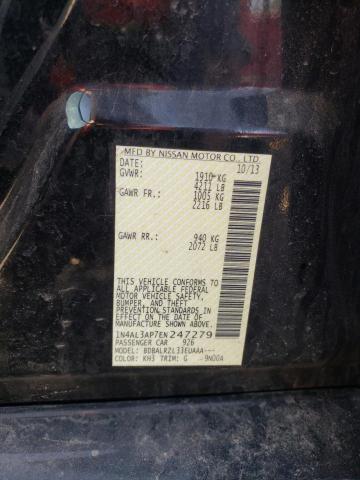 MFD BY NISSAN MOTOR CO., LTD.
DATE: 10/13
GVWR: 1910 KG
4211 LB
GAWR FR: 1005 KG
2216 LB
GAWR RR: 940 KG
2072 LB
THIS VEHICLE CONFORMS TO ALL
APPLICABLE FEDERAL MOTOR
VEHICLE SAFETY,
BUMPER, AND THEFT
PREVENTION STANDARDS
IN EFFECT ON THE DATE OF
MANUFACTURE SHOWN ABOVE.
1N4AL3AP7EN247279
PASSENGER CAR 926
MODEL: BDBALRZL33EUAAA---
COLOR: KH3 TRIM: G -9N00A